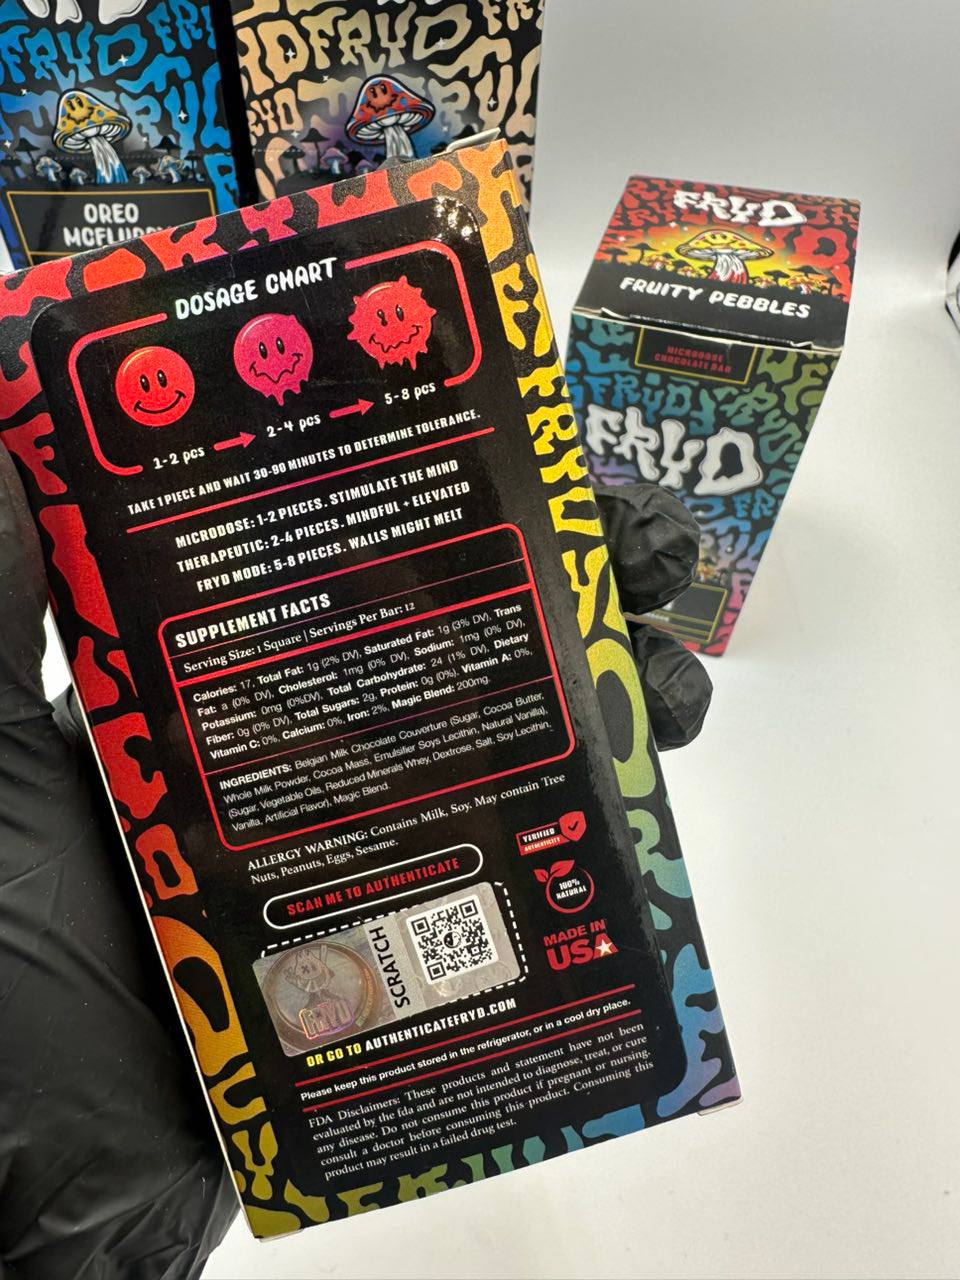 FRYD
FRYD
OREO
MCFLURRY
FRYD
FRUITY PEBBLES
MICRODOSE
CHOCOLATE BAR
FRYD
DOSAGE CHART
1-2 pcs
2-4 pcs
5-8 pcs
TAKE 1 PIECE AND WAIT 30-90 MINUTES TO DETERMINE TOLERANCE.
MICRODOSE: 1-2 PIECES. STIMULATE THE MIND
THERAPEUTIC: 2-4 PIECES. MINDFUL + ELEVATED
FRYD MODE: 5-8 PIECES. WALLS MIGHT MELT
SUPPLEMENT FACTS
Serving Size: 1 Square | Servings Per Bar: 12
Calories: 17, Total Fat: 1g (2% DV), Saturated Fat: 1g (3% DV), Trans
Fat: a (0% DV), Cholesterol: 1mg (0% DV), Sodium: 1mg (0% DV),
Potassium: 0mg (0%DV), Total Carbohydrate: 24 (1% DV), Dietary
Fiber: 0g (0% DV), Total Sugars: 2g, Protein: 0g (0%), Vitamin A: 0%,
Vitamin C: 0%, Calcium: 0%, Iron: 2%, Magic Blend: 200mg.
INGREDIENTS: Belgian Milk Chocolate Couverture (Sugar, Cocoa Butter,
Whole Milk Powder, Cocoa Mass, Emulsifier Soys Lecithin, Natural Vanilla),
(Sugar, Vegetable Oils, Reduced Minerals Whey, Dextrose, Salt, Soy Lecithin,
Vanilla, Artificial Flavor), Magic Blend.
ALLERGY WARNING: Contains Milk, Soy. May contain Tree
Nuts, Peanuts, Eggs, Sesame.
VERIFIED
AUTHENTICITY
SCAN ME TO AUTHENTICATE
100%
NATURAL
SCRATCH
FRYD
MADE IN
USA
OR GO TO AUTHENTICATEFRYD.COM
Please keep this product stored in the refrigerator, or in a cool dry place.
FDA Disclaimers: These products and statement have not been
evaluated by the fda and are not intended to diagnose, treat, or cure
any disease. Do not consume this product if pregnant or nursing.
consult a doctor before consuming this product. Consuming this
product may result in a failed drug test.